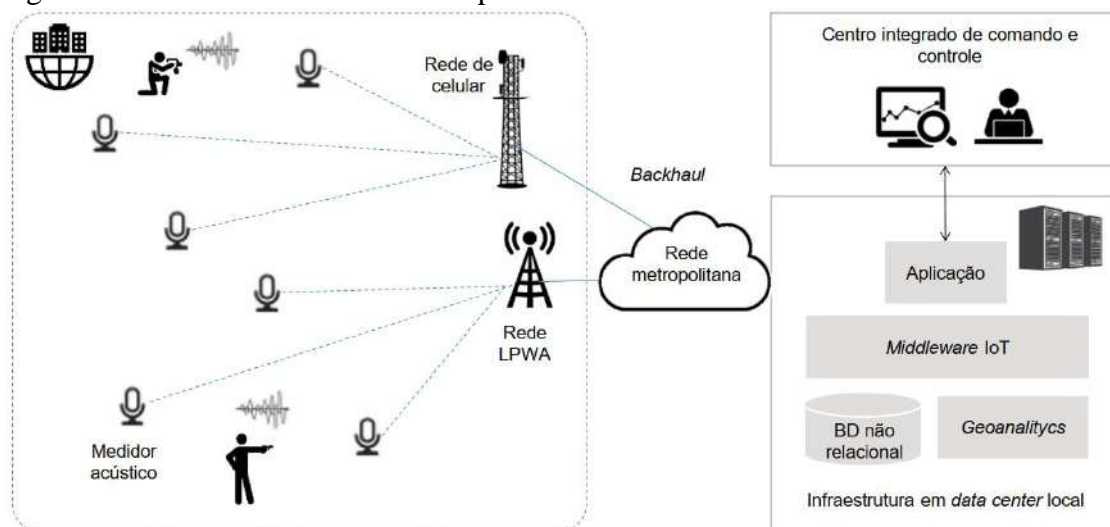 Rede de
celular
Backhaul
Rede
metropolitana
Rede
LPWA
Medidor
acústico
Centro integrado de comando e
controle
Aplicação
Middleware IoT
BD não
relacional
Geoanalitycs
Infraestrutura em data center local